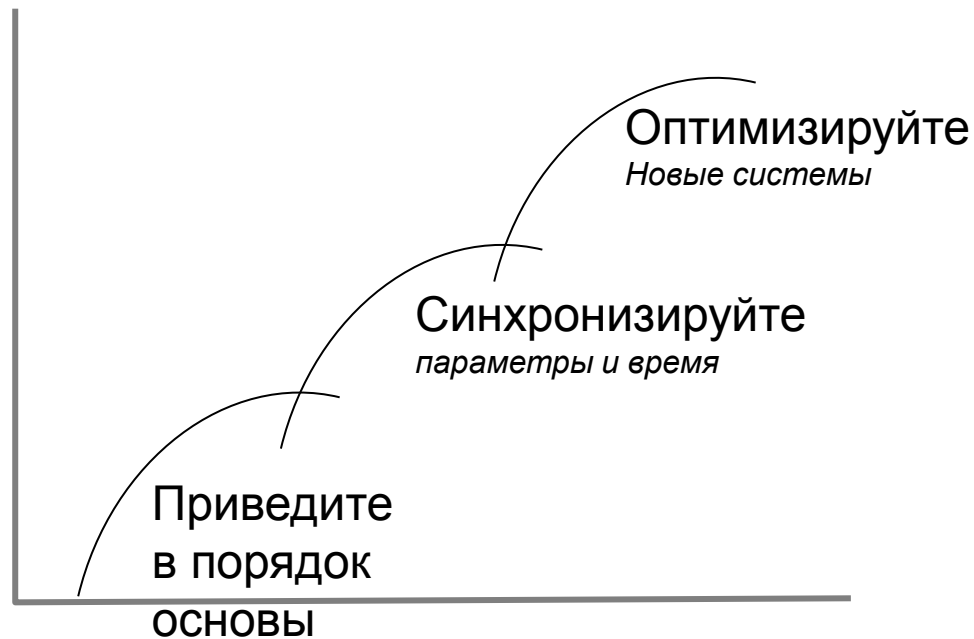 Оптимизируйте
Новые системы
Синхронизируйте
параметры и время
Приведите
в порядок
основы